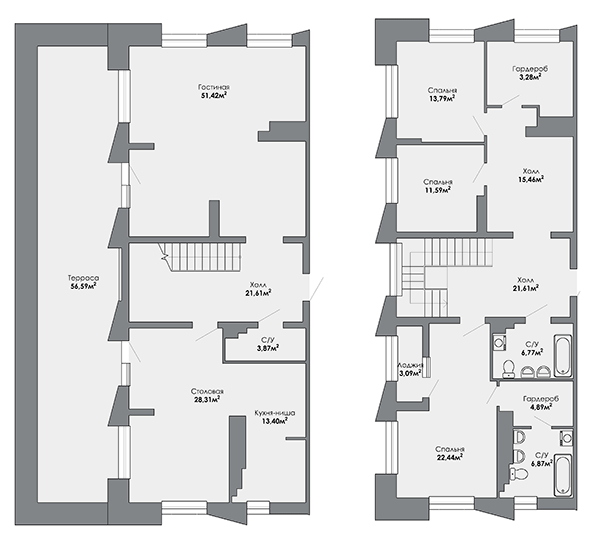 Гостиная
51,42м²
Терраса
56,59м²
Холл
21,61м²
С/У
3,87м²
Столовая
28,31м²
Кухня-ниша
13,40м²
Спальня
13,79м²
Гардероб
3,28м²
Спальня
11,59м²
Холл
15,46м²
Холл
21,61м²
Лоджия
3,09м²
С/У
6,77м²
Гардероб
4,89м²
Спальня
22,44м²
С/У
6,87м²